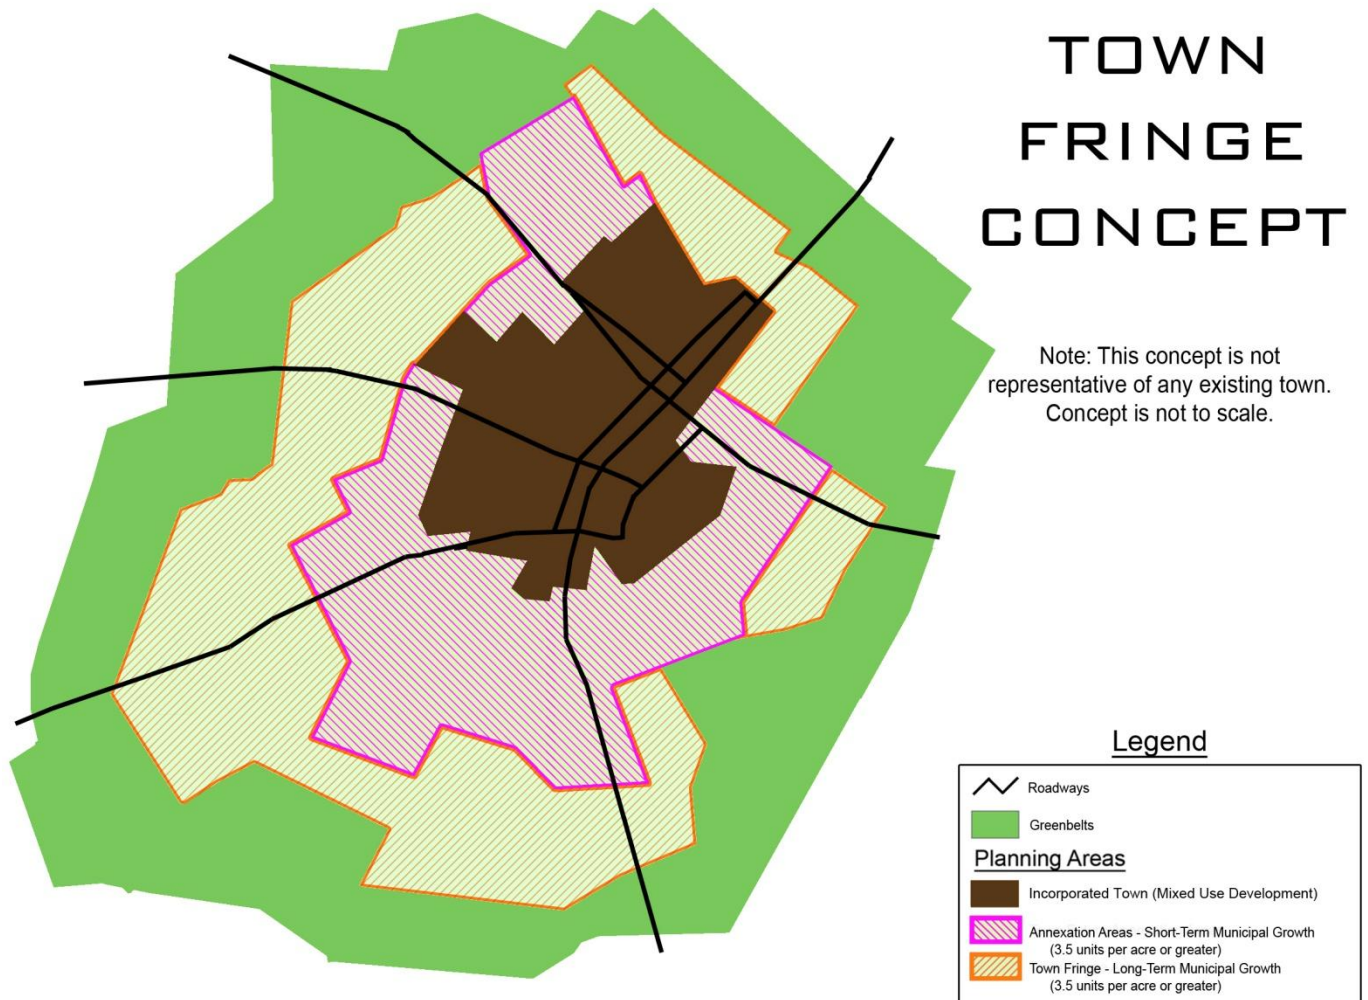 TOWN
FRINGE
CONCEPT
Note: This concept is not
representative of any existing town.
Concept is not to scale.
Legend
Roadways
Greenbelts
Planning Areas
Incorporated Town (Mixed Use Development)
Annexation Areas - Short-Term Municipal Growth
(3.5 units per acre or greater)
Town Fringe - Long-Term Municipal Growth
(3.5 units per acre or greater)